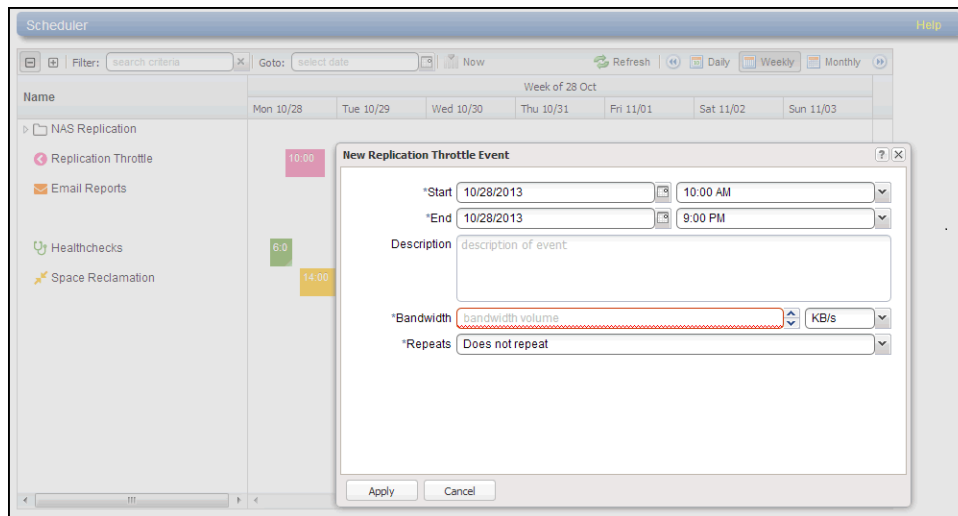 Scheduler Help
Filter: search criteria Goto: select date Now Refresh Daily Weekly Monthly
Name
Week of 28 Oct
Mon 10/28 Tue 10/29 Wed 10/30 Thu 10/31 Fri 11/01 Sat 11/02 Sun 11/03
NAS Replication
Replication Throttle 10:00
Email Reports
Healthchecks 6:0
Space Reclamation 14:00
New Replication Throttle Event
*Start 10/28/2013 10:00 AM
*End 10/28/2013 9:00 PM
Description description of event
*Bandwidth bandwidth volume KB/s
*Repeats Does not repeat
Apply Cancel